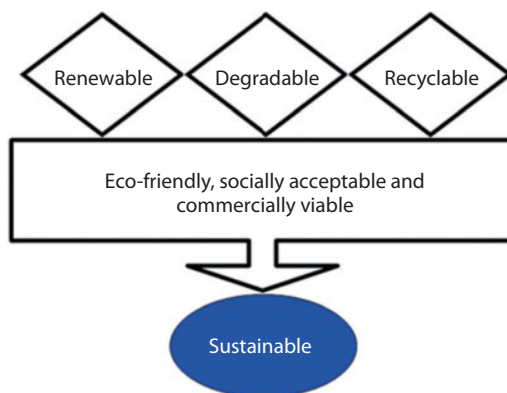 Renewable Degradable Recyclable
Eco-friendly, socially acceptable and
commercially viable
Sustainable